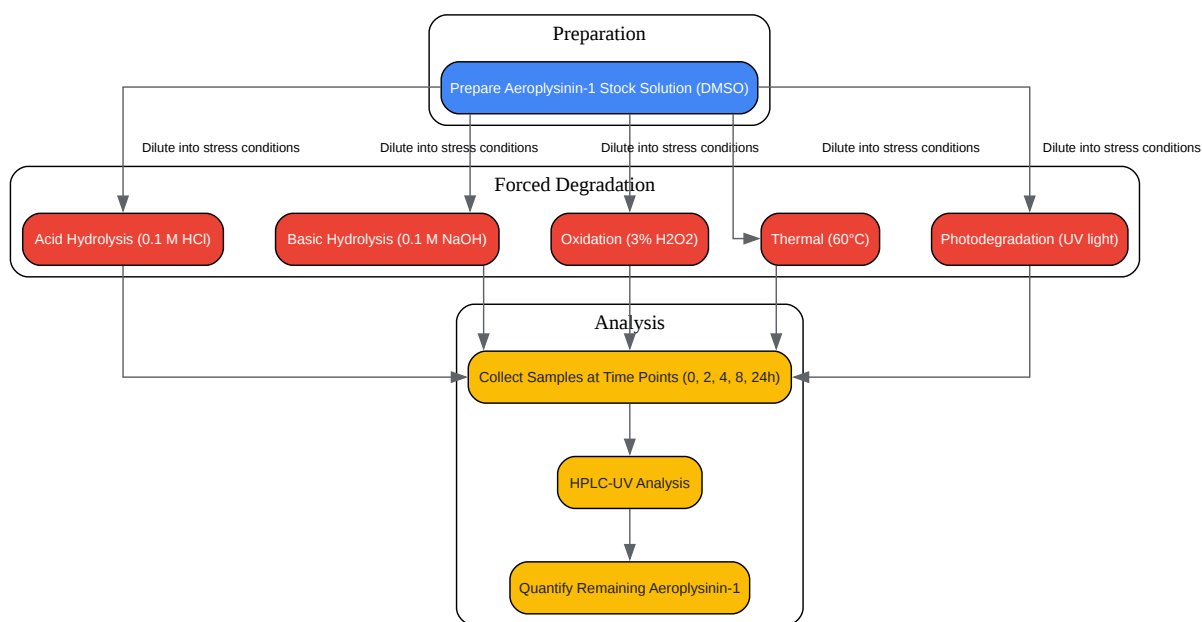 Preparation
Prepare Aeroplysinin-1 Stock Solution (DMSO)
Dilute into stress conditions
Dilute into stress conditions
Dilute into stress conditions
Dilute into stress conditions
Dilute into stress conditions
Forced Degradation
Acid Hydrolysis (0.1 M HCl)
Basic Hydrolysis (0.1 M NaOH)
Oxidation (3% H2O2)
Thermal (60°C)
Photodegradation (UV light)
Analysis
Collect Samples at Time Points (0, 2, 4, 8, 24h)
HPLC-UV Analysis
Quantify Remaining Aeroplysinin-1